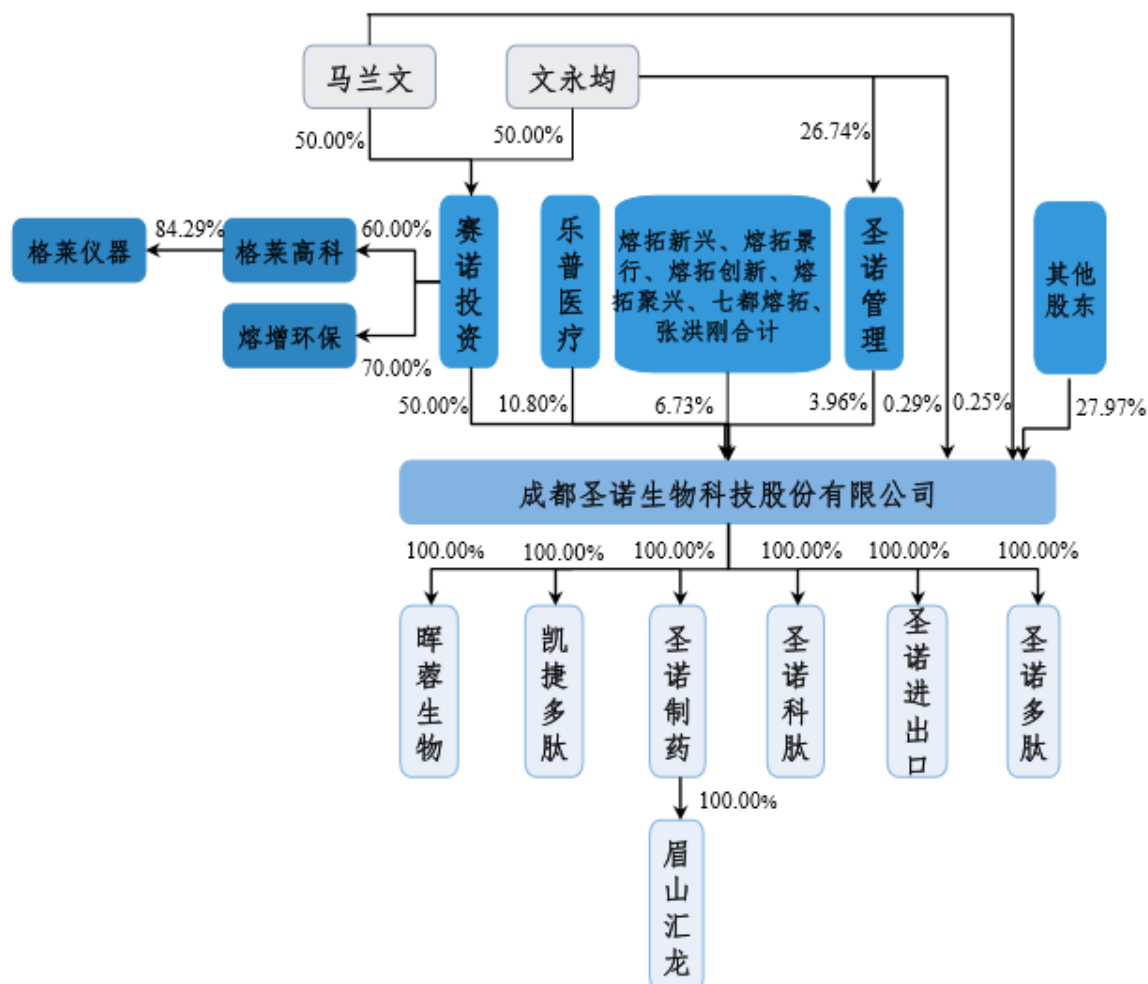 马兰文
文永均
50.00%
50.00%
26.74%
格莱仪器
84.29%
格莱高科
60.00%
熔增环保
70.00%
赛诺投资
乐普医疗
熔拓新兴、熔拓景
行、熔拓创新、熔
拓聚兴、七都熔拓、
张洪刚合计
圣诺管理
其他
股东
50.00%
10.80%
6.73%
3.96%
0.29%
0.25%
27.97%
成都圣诺生物科技股份有限公司
100.00%
100.00%
100.00%
100.00%
100.00%
100.00%
晖蓉生物
凯捷多肽
圣诺制药
圣诺科肽
圣诺进出口
圣诺多肽
100.00%
眉山汇龙